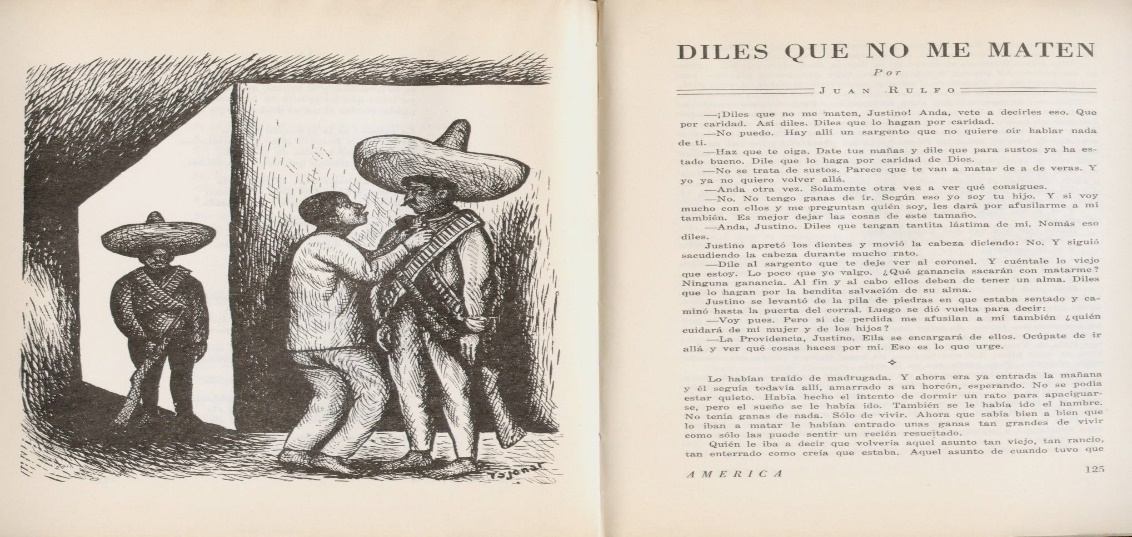 DILES QUE NO ME MATEN
Por
JUAN RULFO
—¡Diles que no me maten, Justino! Anda, vete a decirles eso. Que
por caridad. Así diles. Diles que lo hagan por caridad.
—No puedo. Hay allí un sargento que no quiere oír hablar nada
de ti.
—Haz que te oiga. Date tus mañas y dile que para sustos ya ha es-
tado bueno. Dile que lo haga por caridad de Dios.
—No se trata de sustos. Parece que te van a matar de a de veras. Y
yo ya no quiero volver allá.
—Anda otra vez. Solamente otra vez a ver qué consigues.
—No. No tengo ganas de ir. Según eso yo soy tu hijo. Y si voy
mucho con ellos y me preguntan quién soy, les dará por afusilarme a mí
también. Es mejor dejar las cosas de este tamaño.
—Anda, Justino. Diles que tengan tantita lástima de mí. Nomás eso
diles.
Justino apretó los dientes y movió la cabeza diciendo: No. Y siguió
sacudiendo la cabeza durante mucho rato.
—Dile al sargento que te deje ver al coronel. Y cuéntale lo viejo
que estoy. Lo poco que yo valgo. ¿Qué ganancia sacarán con matarme?
Ninguna ganancia. Al fin y al cabo ellos deben de tener un alma. Diles
que lo hagan por la bendita salvación de su alma.
Justino se levantó de la pila de piedras en que estaba sentado y ca-
minó hasta la puerta del corral. Luego se dió vuelta para decir:
—Voy pues. Pero si de perdida me afusilan a mí también ¿quién
cuidará de mi mujer y de los hijos?
—La Providencia, Justino. Ella se encargará de ellos. Ocúpate de ir
allá y ver qué cosas haces por mí. Eso es lo que urge.
Lo habían traído de madrugada. Y ahora era ya entrada la mañana
y él seguía todavía allí, amarrado a un horcón, esperando. No se podía
estar quieto. Había hecho el intento de dormir un rato para apaciguar-
se, pero el sueño se le había ido. También se le había ido el hambre.
No tenía ganas de nada. Sólo de vivir. Ahora que sabía bien a bien que
lo iban a matar le habían entrado unas ganas tan grandes de vivir
como sólo las puede sentir un recién resucitado.
Quién le iba a decir que volvería aquel asunto tan viejo, tan rancio,
tan enterrado como creía que estaba. Aquel asunto de cuando tuvo que
AMERICA
125